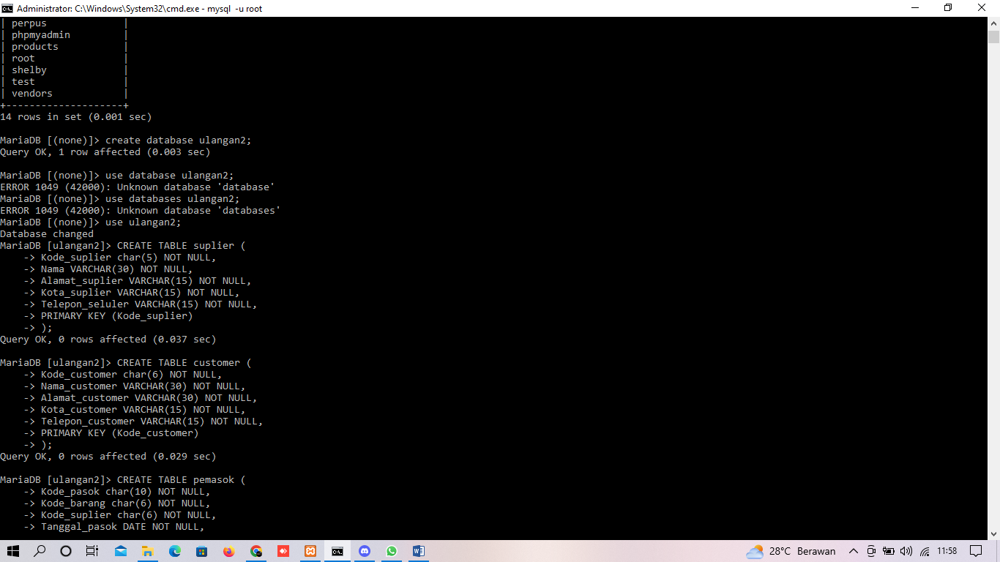 Administrator: C:\Windows\System32\cmd.exe - mysql -u root
| perpus |
| phpmyadmin |
| products |
| root |
| shelby |
| test |
| vendors |
+--------------------+
14 rows in set (0.001 sec)
MariaDB [(none)]> create database ulangan2;
Query OK, 1 row affected (0.003 sec)
MariaDB [(none)]> use database ulangan2;
ERROR 1049 (42000): Unknown database 'database'
MariaDB [(none)]> use databases ulangan2;
ERROR 1049 (42000): Unknown database 'databases'
MariaDB [(none)]> use ulangan2;
Database changed
MariaDB [ulangan2]> CREATE TABLE suplier (
-> Kode_suplier char(5) NOT NULL,
-> Nama VARCHAR(30) NOT NULL,
-> Alamat_suplier VARCHAR(15) NOT NULL,
-> Kota_suplier VARCHAR(15) NOT NULL,
-> Telepon_seluler VARCHAR(15) NOT NULL,
-> PRIMARY KEY (Kode_suplier)
-> );
Query OK, 0 rows affected (0.037 sec)
MariaDB [ulangan2]> CREATE TABLE customer (
-> Kode_customer char(6) NOT NULL,
-> Nama_customer VARCHAR(30) NOT NULL,
-> Alamat_customer VARCHAR(30) NOT NULL,
-> Kota_customer VARCHAR(15) NOT NULL,
-> Telepon_customer VARCHAR(15) NOT NULL,
-> PRIMARY KEY (Kode_customer)
-> );
Query OK, 0 rows affected (0.029 sec)
MariaDB [ulangan2]> CREATE TABLE pemasok (
-> Kode_pasok char(10) NOT NULL,
-> Kode_barang char(6) NOT NULL,
-> Kode_suplier char(6) NOT NULL,
-> Tanggal_pasok DATE NOT NULL,
28°C Berawan 11:58